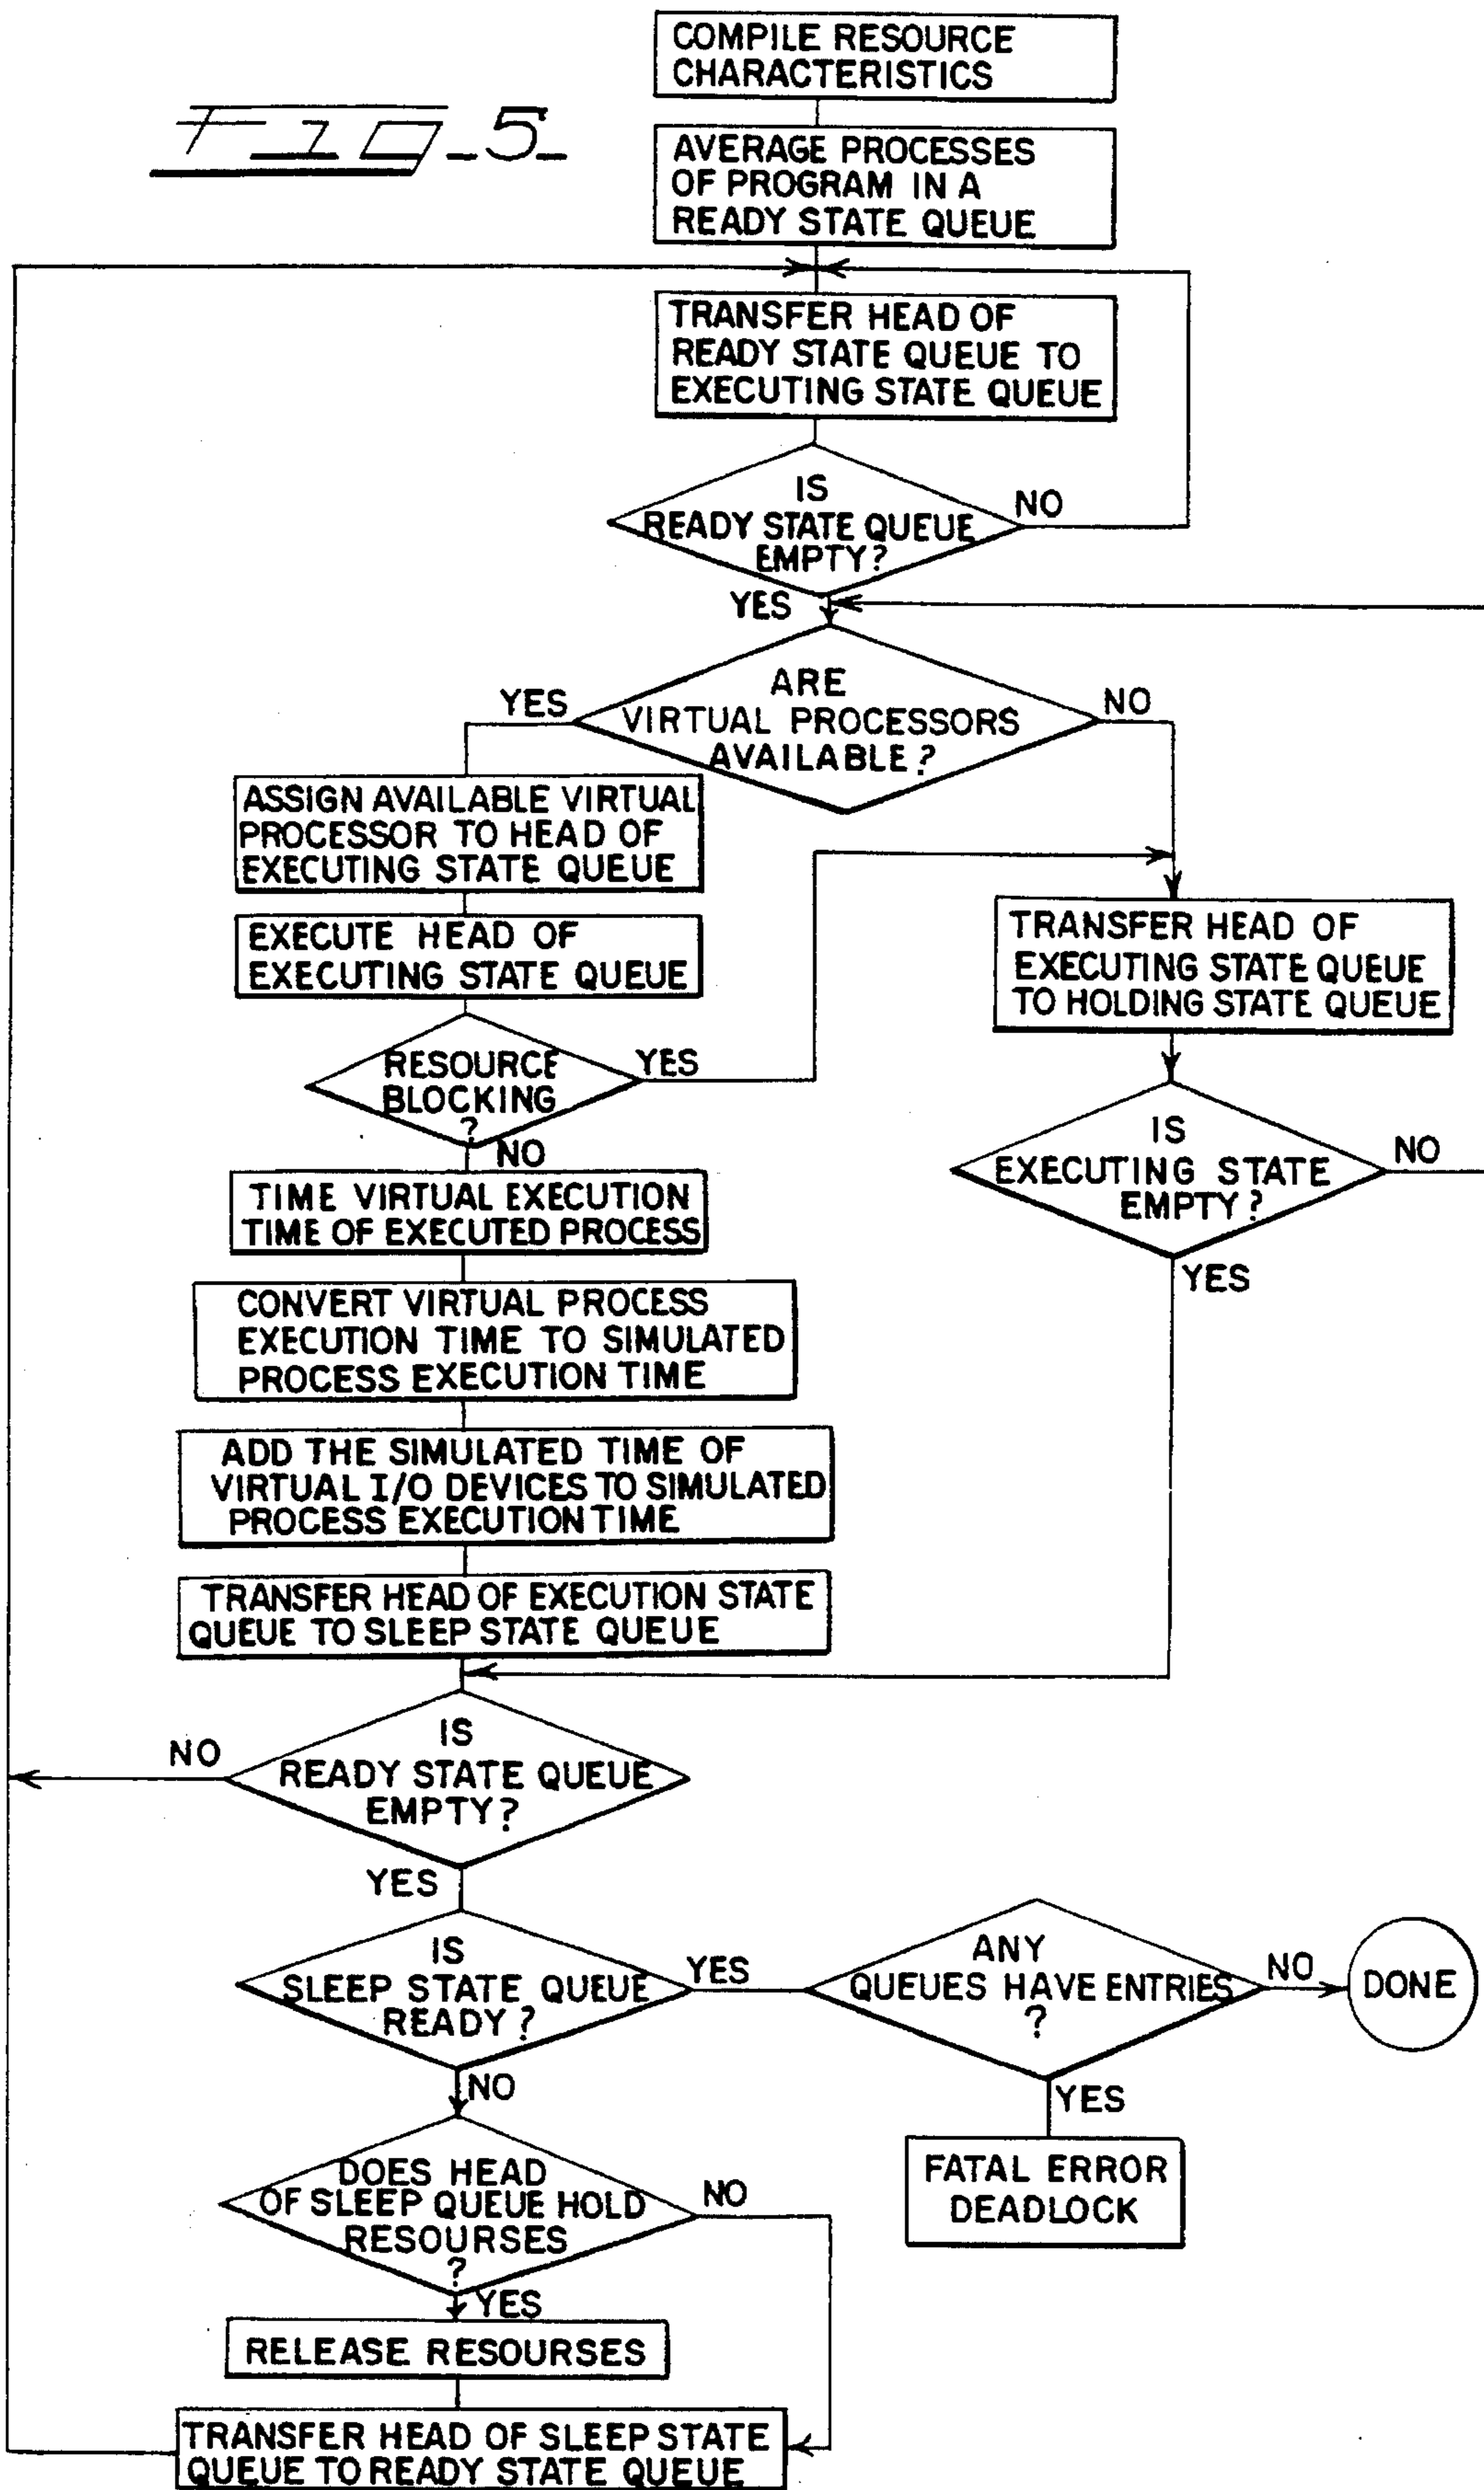 COMPILE RESOURCE
CHARACTERISTICS
Fig_5_
AVERAGE PROCESSES
OF PROGRAM IN A
READY STATE QUEUE
TRANSFER HEAD OF
READY STATE QUEUE TO
EXECUTING STATE QUEUE
IS
READY STATE QUEUE
EMPTY?
NO
YES
ARE
VIRTUAL PROCESSORS
AVAILABLE?
YES
NO
ASSIGN AVAILABLE VIRTUAL
PROCESSOR TO HEAD OF
EXECUTING STATE QUEUE
EXECUTE HEAD OF
EXECUTING STATE QUEUE
TRANSFER HEAD OF
EXECUTING STATE QUEUE
TO HOLDING STATE QUEUE
RESOURCE
BLOCKING
?
YES
NO
IS
EXECUTING STATE
EMPTY?
NO
YES
TIME VIRTUAL EXECUTION
TIME OF EXECUTED PROCESS
CONVERT VIRTUAL PROCESS
EXECUTION TIME TO SIMULATED
PROCESS EXECUTION TIME
ADD THE SIMULATED TIME OF
VIRTUAL I/O DEVICES TO SIMULATED
PROCESS EXECUTION TIME
TRANSFER HEAD OF EXECUTION STATE
QUEUE TO SLEEP STATE QUEUE
IS
READY STATE QUEUE
EMPTY?
NO
YES
IS
SLEEP STATE QUEUE
READY?
YES
NO
ANY
QUEUES HAVE ENTRIES
?
NO
DONE
YES
FATAL ERROR
DEADLOCK
DOES HEAD
OF SLEEP QUEUE HOLD
RESOURSES
?
NO
YES
RELEASE RESOURSES
TRANSFER HEAD OF SLEEP STATE
QUEUE TO READY STATE QUEUE